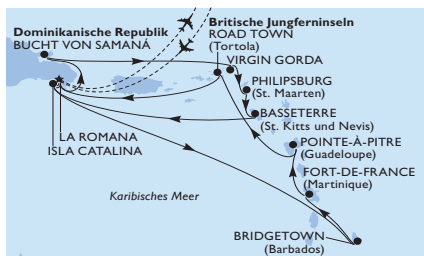 Dominikanische Republik
BUCHT VON SAMANÁ
Britische Jungferninseln
ROAD TOWN
(Tortola)
VIRGIN GORDA
PHILIPSBURG
(St. Maarten)
BASSETERRE
(St. Kitts und Nevis)
LA ROMANA
ISLA CATALINA
POINTE-À-PITRE
(Guadeloupe)
FORT-DE-FRANCE
(Martinique)
Karibisches Meer
BRIDGETOWN
(Barbados)